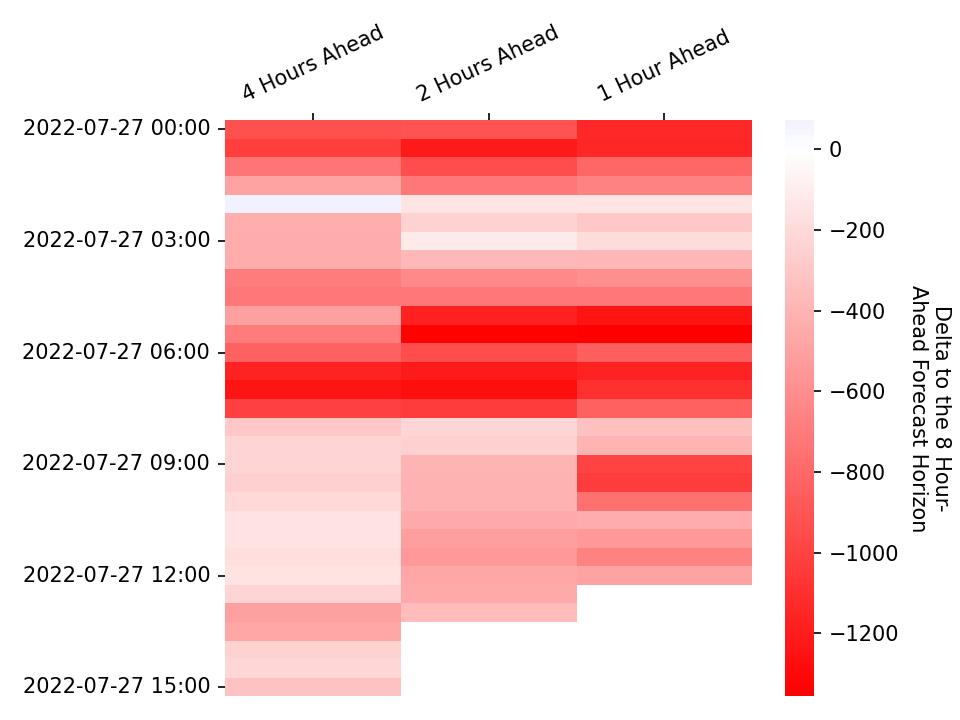 4 Hours Ahead
2 Hours Ahead
1 Hour Ahead
2022-07-27 00:00
2022-07-27 03:00
2022-07-27 06:00
2022-07-27 09:00
2022-07-27 12:00
2022-07-27 15:00
0
−200
−400
−600
−800
−1000
−1200
Delta to the 8 Hour-
Ahead Forecast Horizon